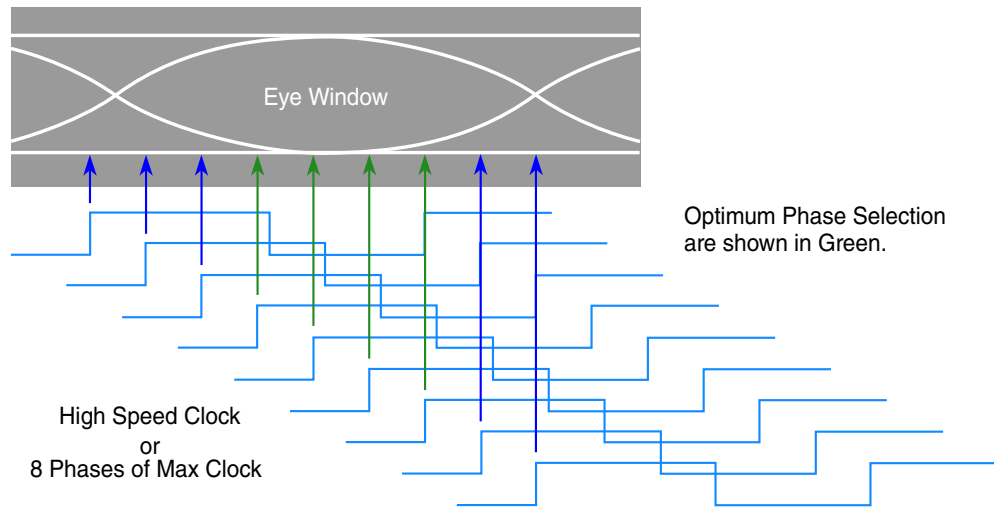 Eye Window
Optimum Phase Selection
are shown in Green.
High Speed Clock
or
8 Phases of Max Clock